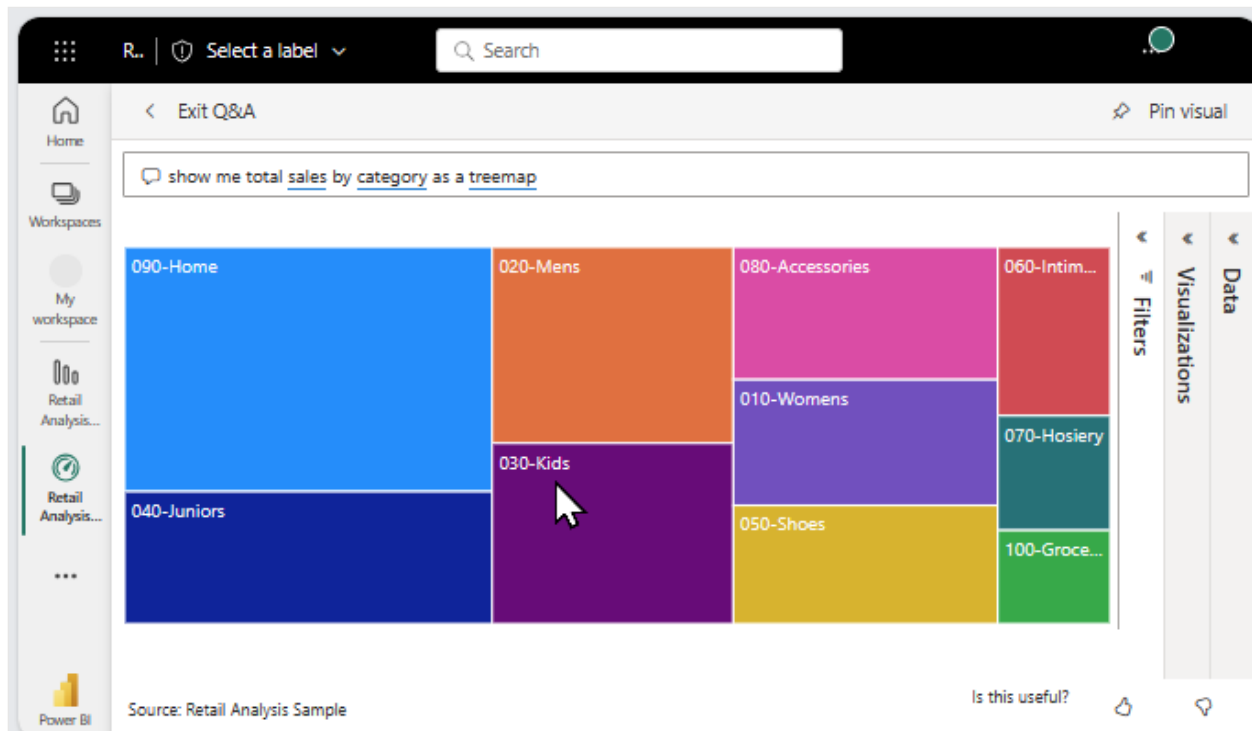 R.. Select a label
Search
Home
Workspaces
My
workspace
Retail
Analysis...
Retail
Analysis...
Power BI
Exit Q&A
Pin visual
show me total sales by category as a treemap
090-Home
020-Mens
080-Accessories
060-Intim...
040-Juniors
030-Kids
010-Womens
070-Hosiery
050-Shoes
100-Groce...
Filters
Visualizations
Data
Source: Retail Analysis Sample
Is this useful?